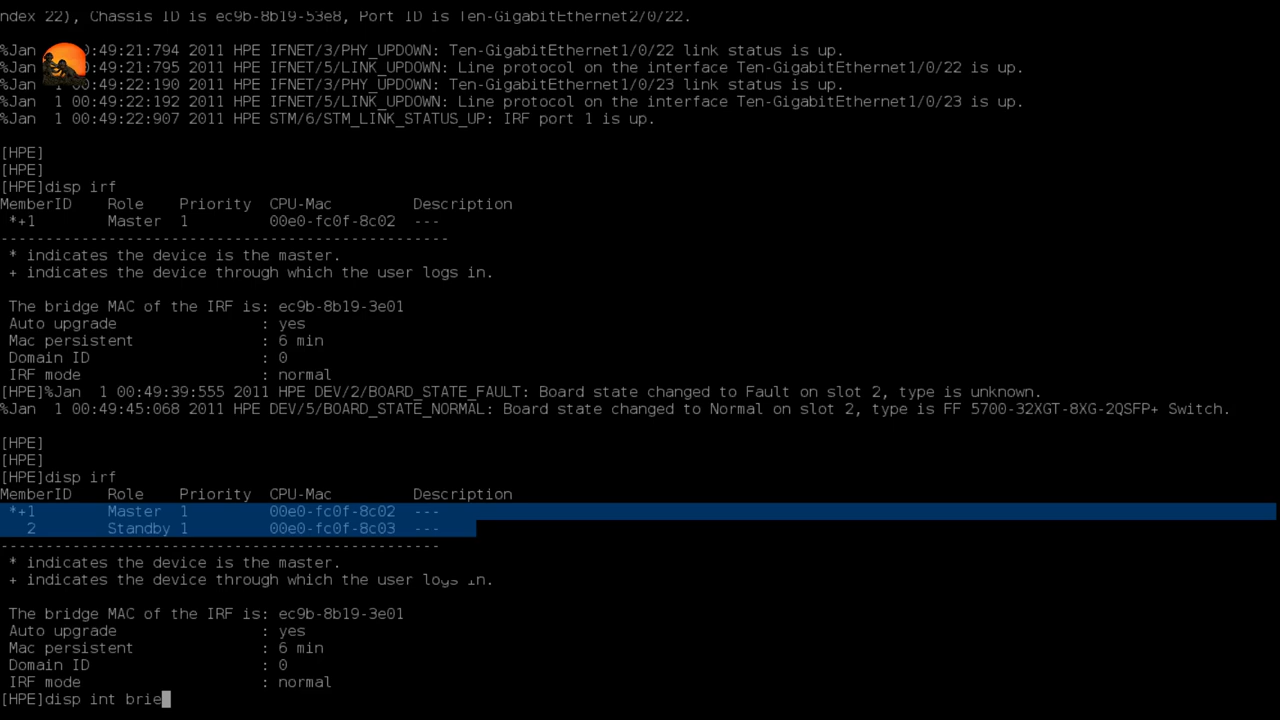 ndex 22), Chassis ID is ec9b-8b19-53e8, Port ID is Ten-GigabitEthernet2/0/22.
%Jan 0:49:21:794 2011 HPE IFNET/3/PHY_UPDOWN: Ten-GigabitEthernet1/0/22 link status is up.
%Jan 0:49:21:795 2011 HPE IFNET/5/LINK_UPDOWN: Line protocol on the interface Ten-GigabitEthernet1/0/22 is up.
%Jan 0:49:22:190 2011 HPE IFNET/3/PHY_UPDOWN: Ten-GigabitEthernet1/0/23 link status is up.
%Jan  1 00:49:22:192 2011 HPE IFNET/5/LINK_UPDOWN: Line protocol on the interface Ten-GigabitEthernet1/0/23 is up.
%Jan  1 00:49:22:907 2011 HPE STM/6/STM_LINK_STATUS_UP: IRF port 1 is up.
[HPE]
[HPE]
[HPE]disp irf
MemberID    Role    Priority  CPU-Mac         Description
 *+1        Master  1         00e0-fc0f-8c02  ---
--------------------------------------------------
 * indicates the device is the master.
 + indicates the device through which the user logs in.
 The bridge MAC of the IRF is: ec9b-8b19-3e01
 Auto upgrade                : yes
 Mac persistent              : 6 min
 Domain ID                   : 0
 IRF mode                    : normal
[HPE]%Jan  1 00:49:39:555 2011 HPE DEV/2/BOARD_STATE_FAULT: Board state changed to Fault on slot 2, type is unknown.
%Jan  1 00:49:45:068 2011 HPE DEV/5/BOARD_STATE_NORMAL: Board state changed to Normal on slot 2, type is FF 5700-32XGT-8XG-2QSFP+ Switch.
[HPE]
[HPE]
[HPE]disp irf
MemberID    Role    Priority  CPU-Mac         Description
 *+1        Master  1         00e0-fc0f-8c02  ---
   2        Standby 1         00e0-fc0f-8c03  ---
-------------------------------------------------
 * indicates the device is the master.
 + indicates the device through which the user logs in.
 The bridge MAC of the IRF is: ec9b-8b19-3e01
 Auto upgrade                : yes
 Mac persistent              : 6 min
 Domain ID                   : 0
 IRF mode                    : normal
[HPE]disp int brie